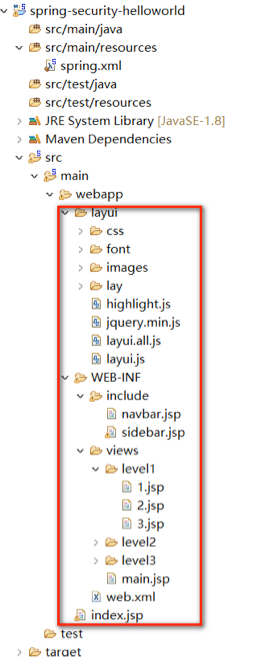 spring-security-helloworld
src/main/java
src/main/resources
spring.xml
src/test/java
src/test/resources
JRE System Library [JavaSE-1.8]
Maven Dependencies
src
main
webapp
layui
css
font
images
lay
highlight.js
jquery.min.js
layui.all.js
layui.js
WEB-INF
include
navbar.jsp
sidebar.jsp
views
level1
1.jsp
2.jsp
3.jsp
level2
level3
main.jsp
web.xml
index.jsp
test
target